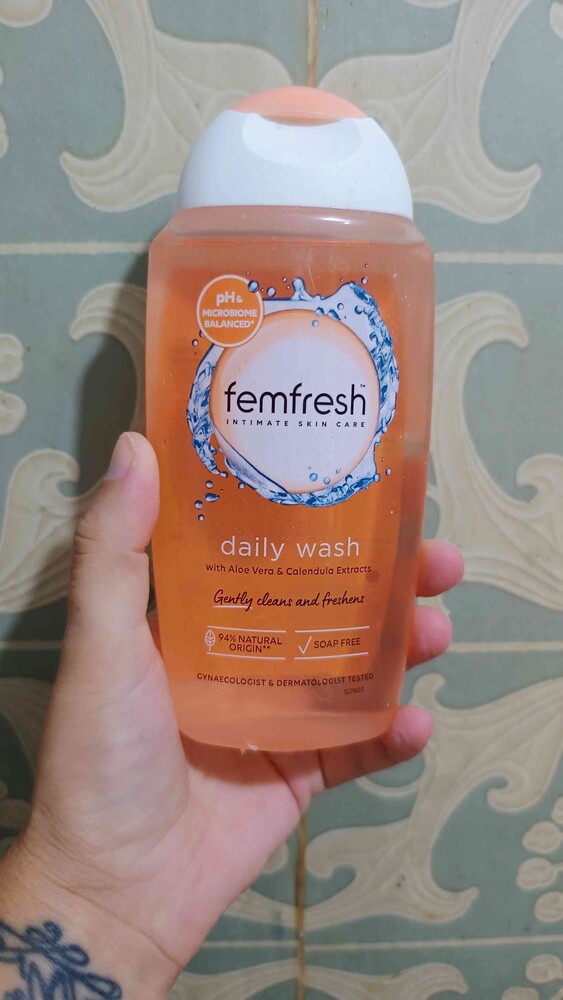 pH &
MICROBIOME
BALANCED*
femfresh™
INTIMATE SKIN CARE
daily wash
with Aloe Vera & Calendula Extracts
Gently cleans and freshens
94% NATURAL
ORIGIN**
SOAP FREE
GYNAECOLOGIST & DERMATOLOGIST TESTED